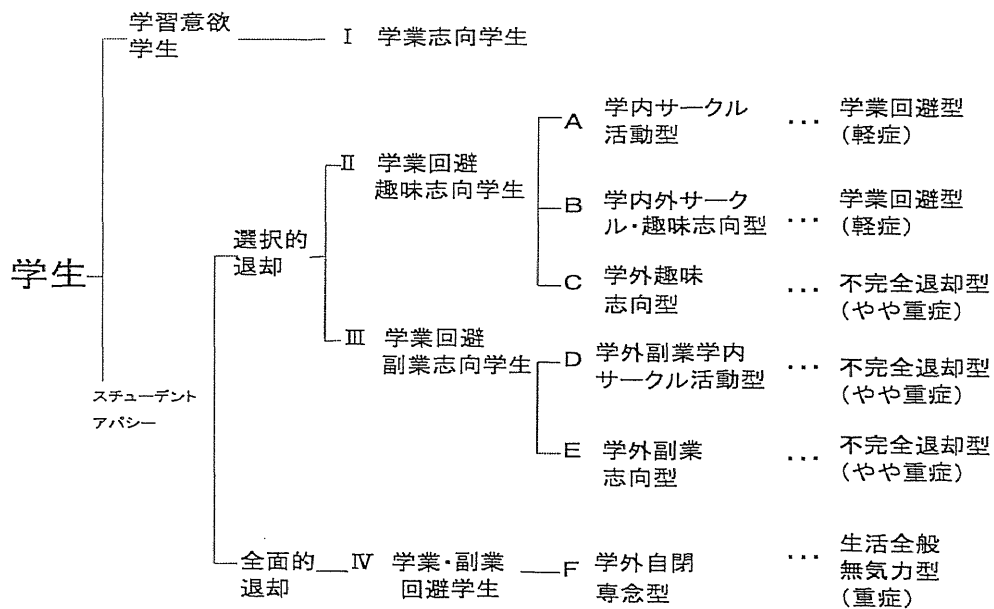 学生
学習意欲
学生
Ⅰ 学業志向学生
スチューデント
アパシー
選択的
退却
Ⅱ 学業回避
趣味志向学生
A 学内サークル
活動型
… 学業回避型
(軽症)
B 学内外サーク
ル・趣味志向型
… 学業回避型
(軽症)
C 学外趣味
志向型
… 不完全退却型
(やや重症)
Ⅲ 学業回避
副業志向学生
D 学外副業学内
サークル活動型
… 不完全退却型
(やや重症)
E 学外副業
志向型
… 不完全退却型
(やや重症)
全面的
退却
Ⅳ 学業・副業
回避学生
F 学外自閉
専念型
… 生活全般
無気力型
(重症)